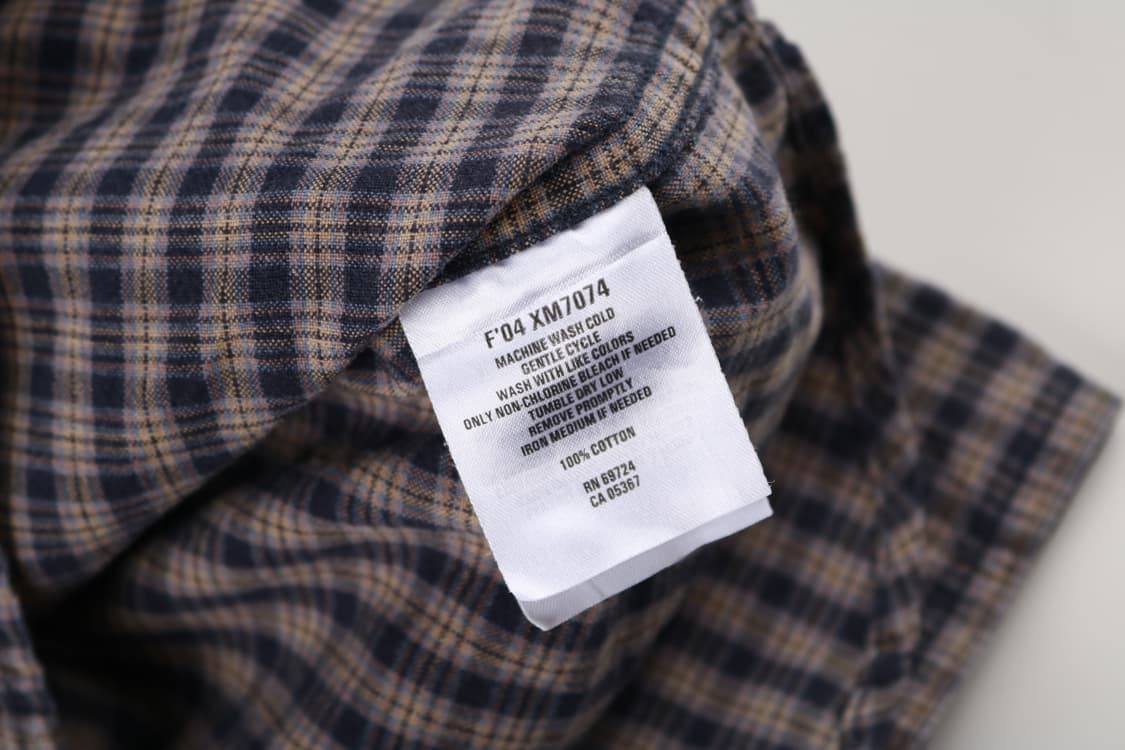 F'04 XM7074
MACHINE WASH COLD
GENTLE CYCLE
WASH WITH LIKE COLORS
ONLY NON-CHLORINE BLEACH IF NEEDED
TUMBLE DRY LOW
REMOVE PROMPTLY
IRON MEDIUM IF NEEDED
100% COTTON
RN 69724
CA 05367